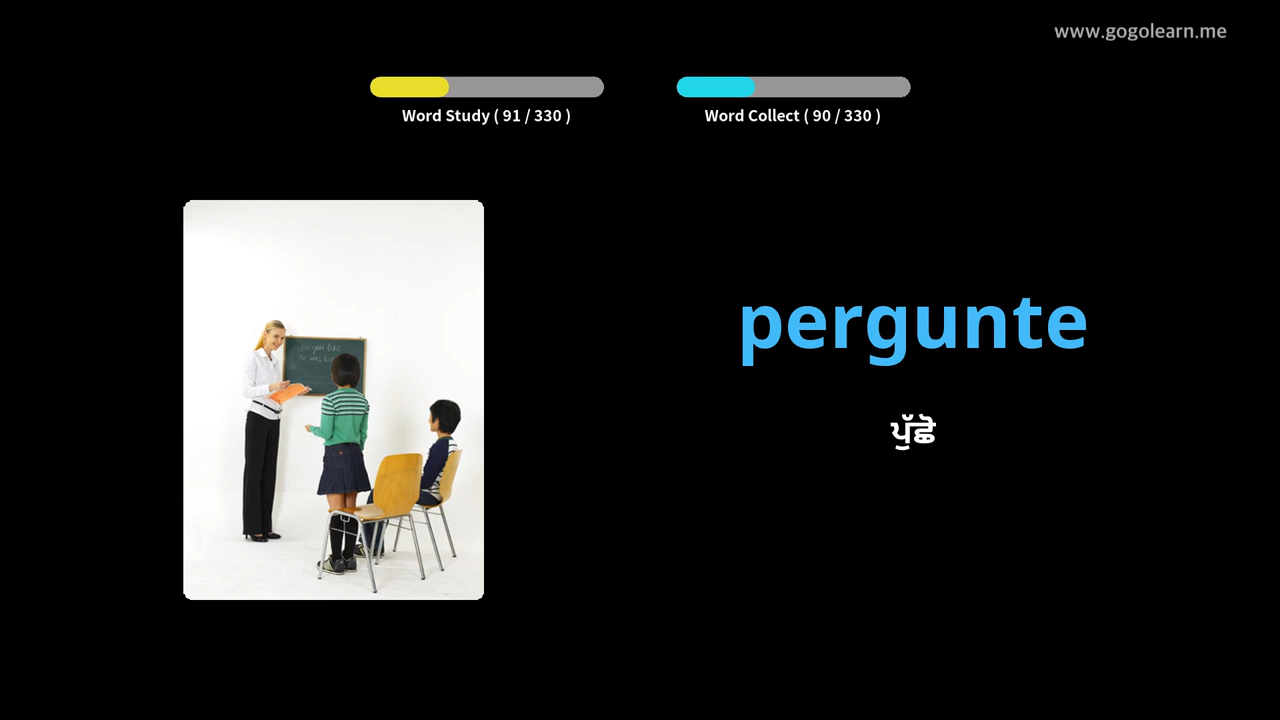 www.gogolearn.me
Word Study ( 91 / 330 )
Word Collect ( 90 / 330 )
pergunte
ਪੁੱਛੋ